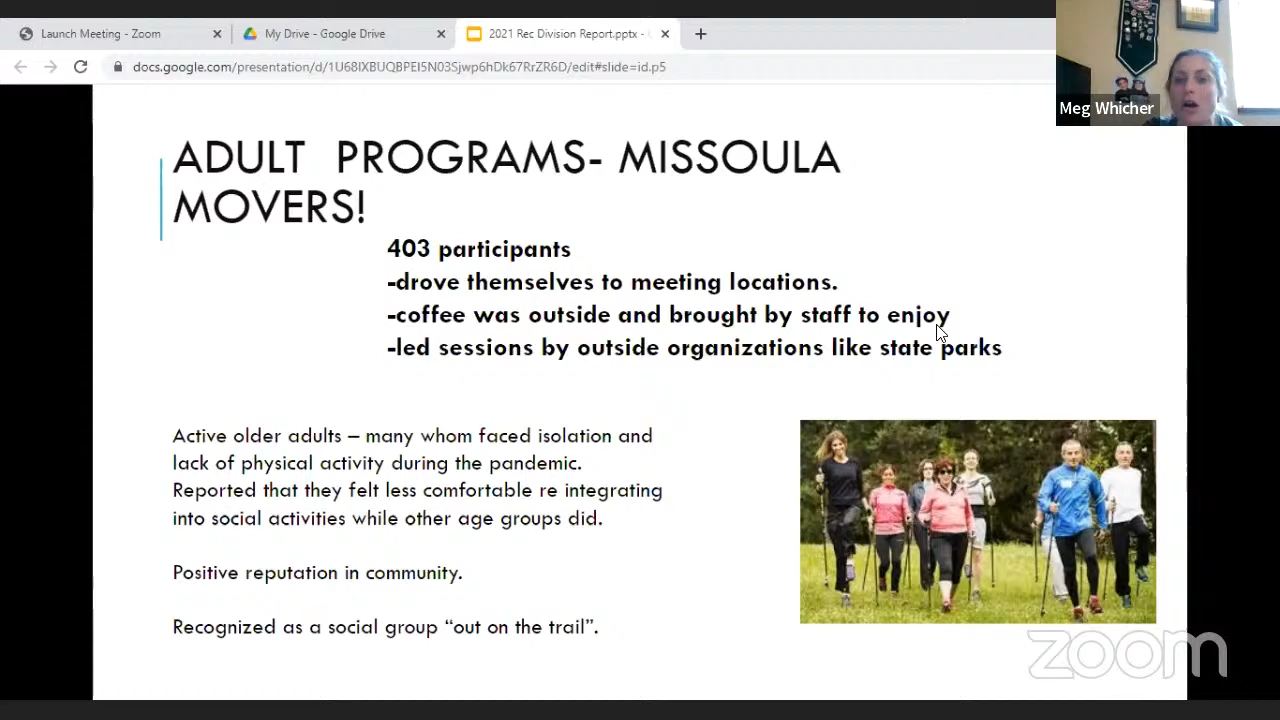 Launch Meeting - Zoom
My Drive - Google Drive
2021 Rec Division Report.pptx -
docs.google.com/presentation/d/1U68lXBUQBPEI5N03Sjwp6hDk67RrZR6D/edit#slide=id.p5
Meg Whicher
ADULT PROGRAMS- MISSOULA
MOVERS!
403 participants
-drove themselves to meeting locations.
-coffee was outside and brought by staff to enjoy
-led sessions by outside organizations like state parks
Active older adults – many whom faced isolation and
lack of physical activity during the pandemic.
Reported that they felt less comfortable re integrating
into social activities while other age groups did.
Positive reputation in community.
Recognized as a social group “out on the trail”.
zoom